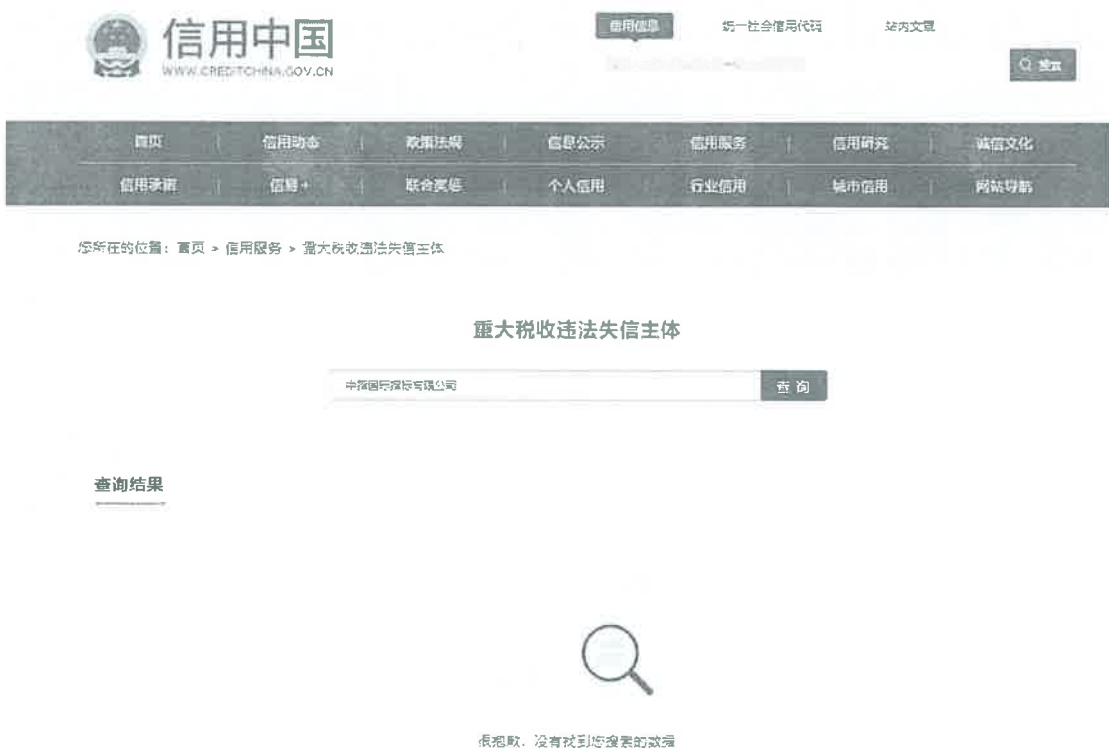 信用中国
WWW.CREDITCHINA.GOV.CN
信用信息 统一社会信用代码 站内文章
搜索
首页 信用动态 政策法规 信息公示 信用服务 信用研究 诚信文化
信用承诺 信易+ 联合奖惩 个人信用 行业信用 城市信用 网站导航
您所在的位置：首页 > 信用服务 > 重大税收违法失信主体
重大税收违法失信主体
查询
查询结果
很抱歉，没有找到您搜索的数据